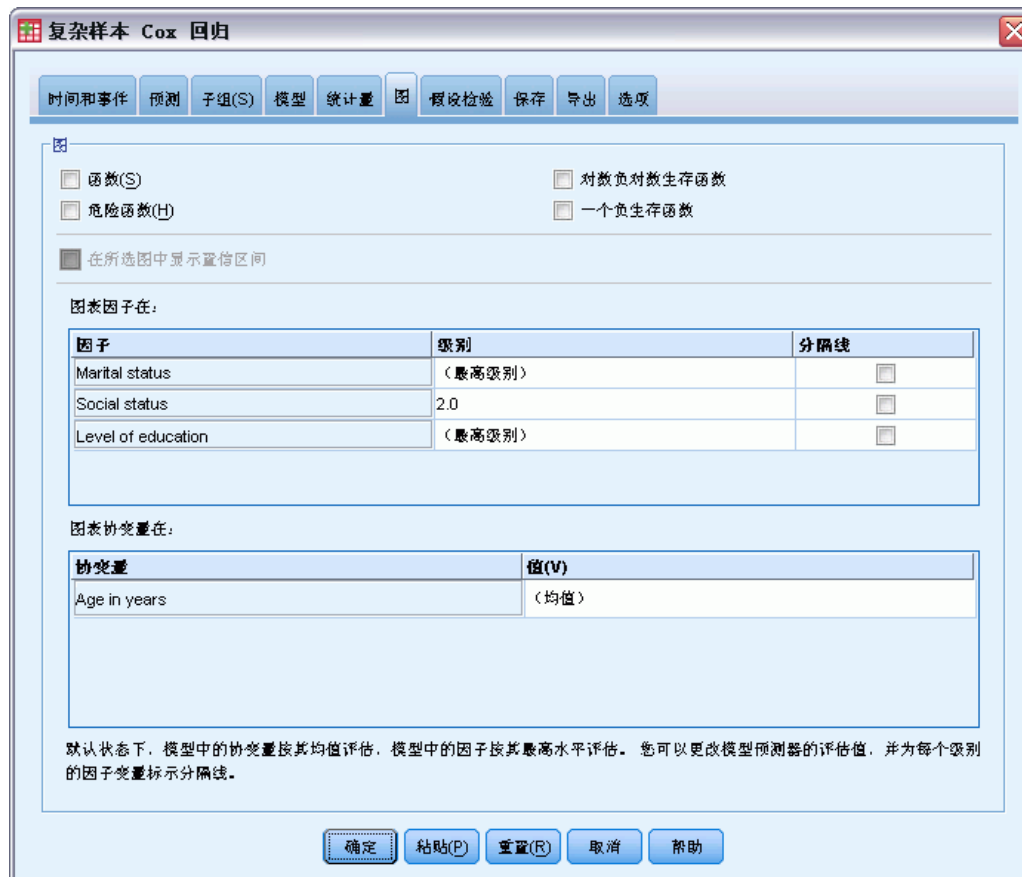 复杂样本 Cox 回归
时间和事件 预测 子组(S) 模型 统计量 图 假设检验 保存 导出 选项
图
函数(S) 对数负对数生存函数
危险函数(H) 一个负生存函数
在所选图中显示置信区间
图表因子在:
因子 级别 分隔线
Marital status （最高级别）
Social status 2.0
Level of education （最高级别）
图表协变量在:
协变量 值(V)
Age in years （均值）
默认状态下，模型中的协变量按其均值评估，模型中的因子按其最高水平评估。 您可以更改模型预测器的评估值，并为每个级别
的因子变量标示分隔线。
确定 粘贴(P) 重置(R) 取消 帮助